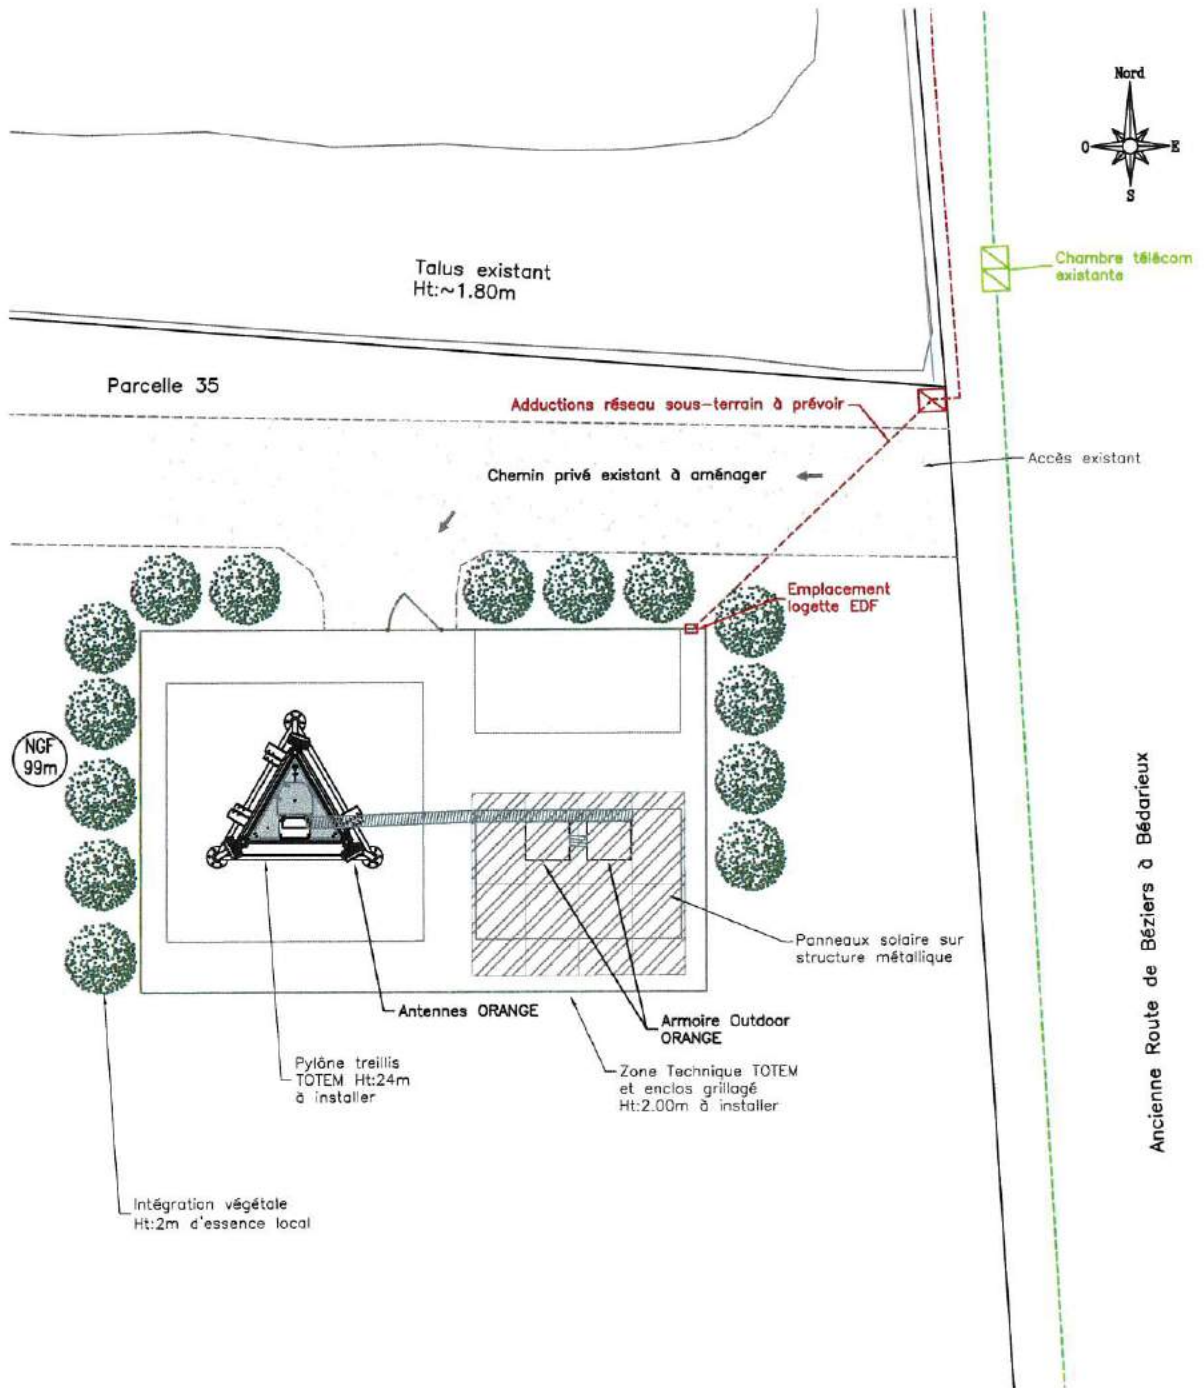 Nord
O
E
S
Chambre télécom
existante
Talus existant
Ht:~1.80m
Parcelle 35
Adductions réseau sous-terrain à prévoir
Accès existant
Chemin privé existant à aménager
Emplacement
logette EDF
NGF
99m
Ancienne Route de Béziers à Bédarieux
Panneaux solaire sur
structure métallique
Antennes ORANGE
Armoire Outdoor
ORANGE
Pylône treillis
TOTEM Ht:24m
à installer
Zone Technique TOTEM
et enclos grillagé
Ht:2.00m à installer
Intégration végétale
Ht:2m d'essence local